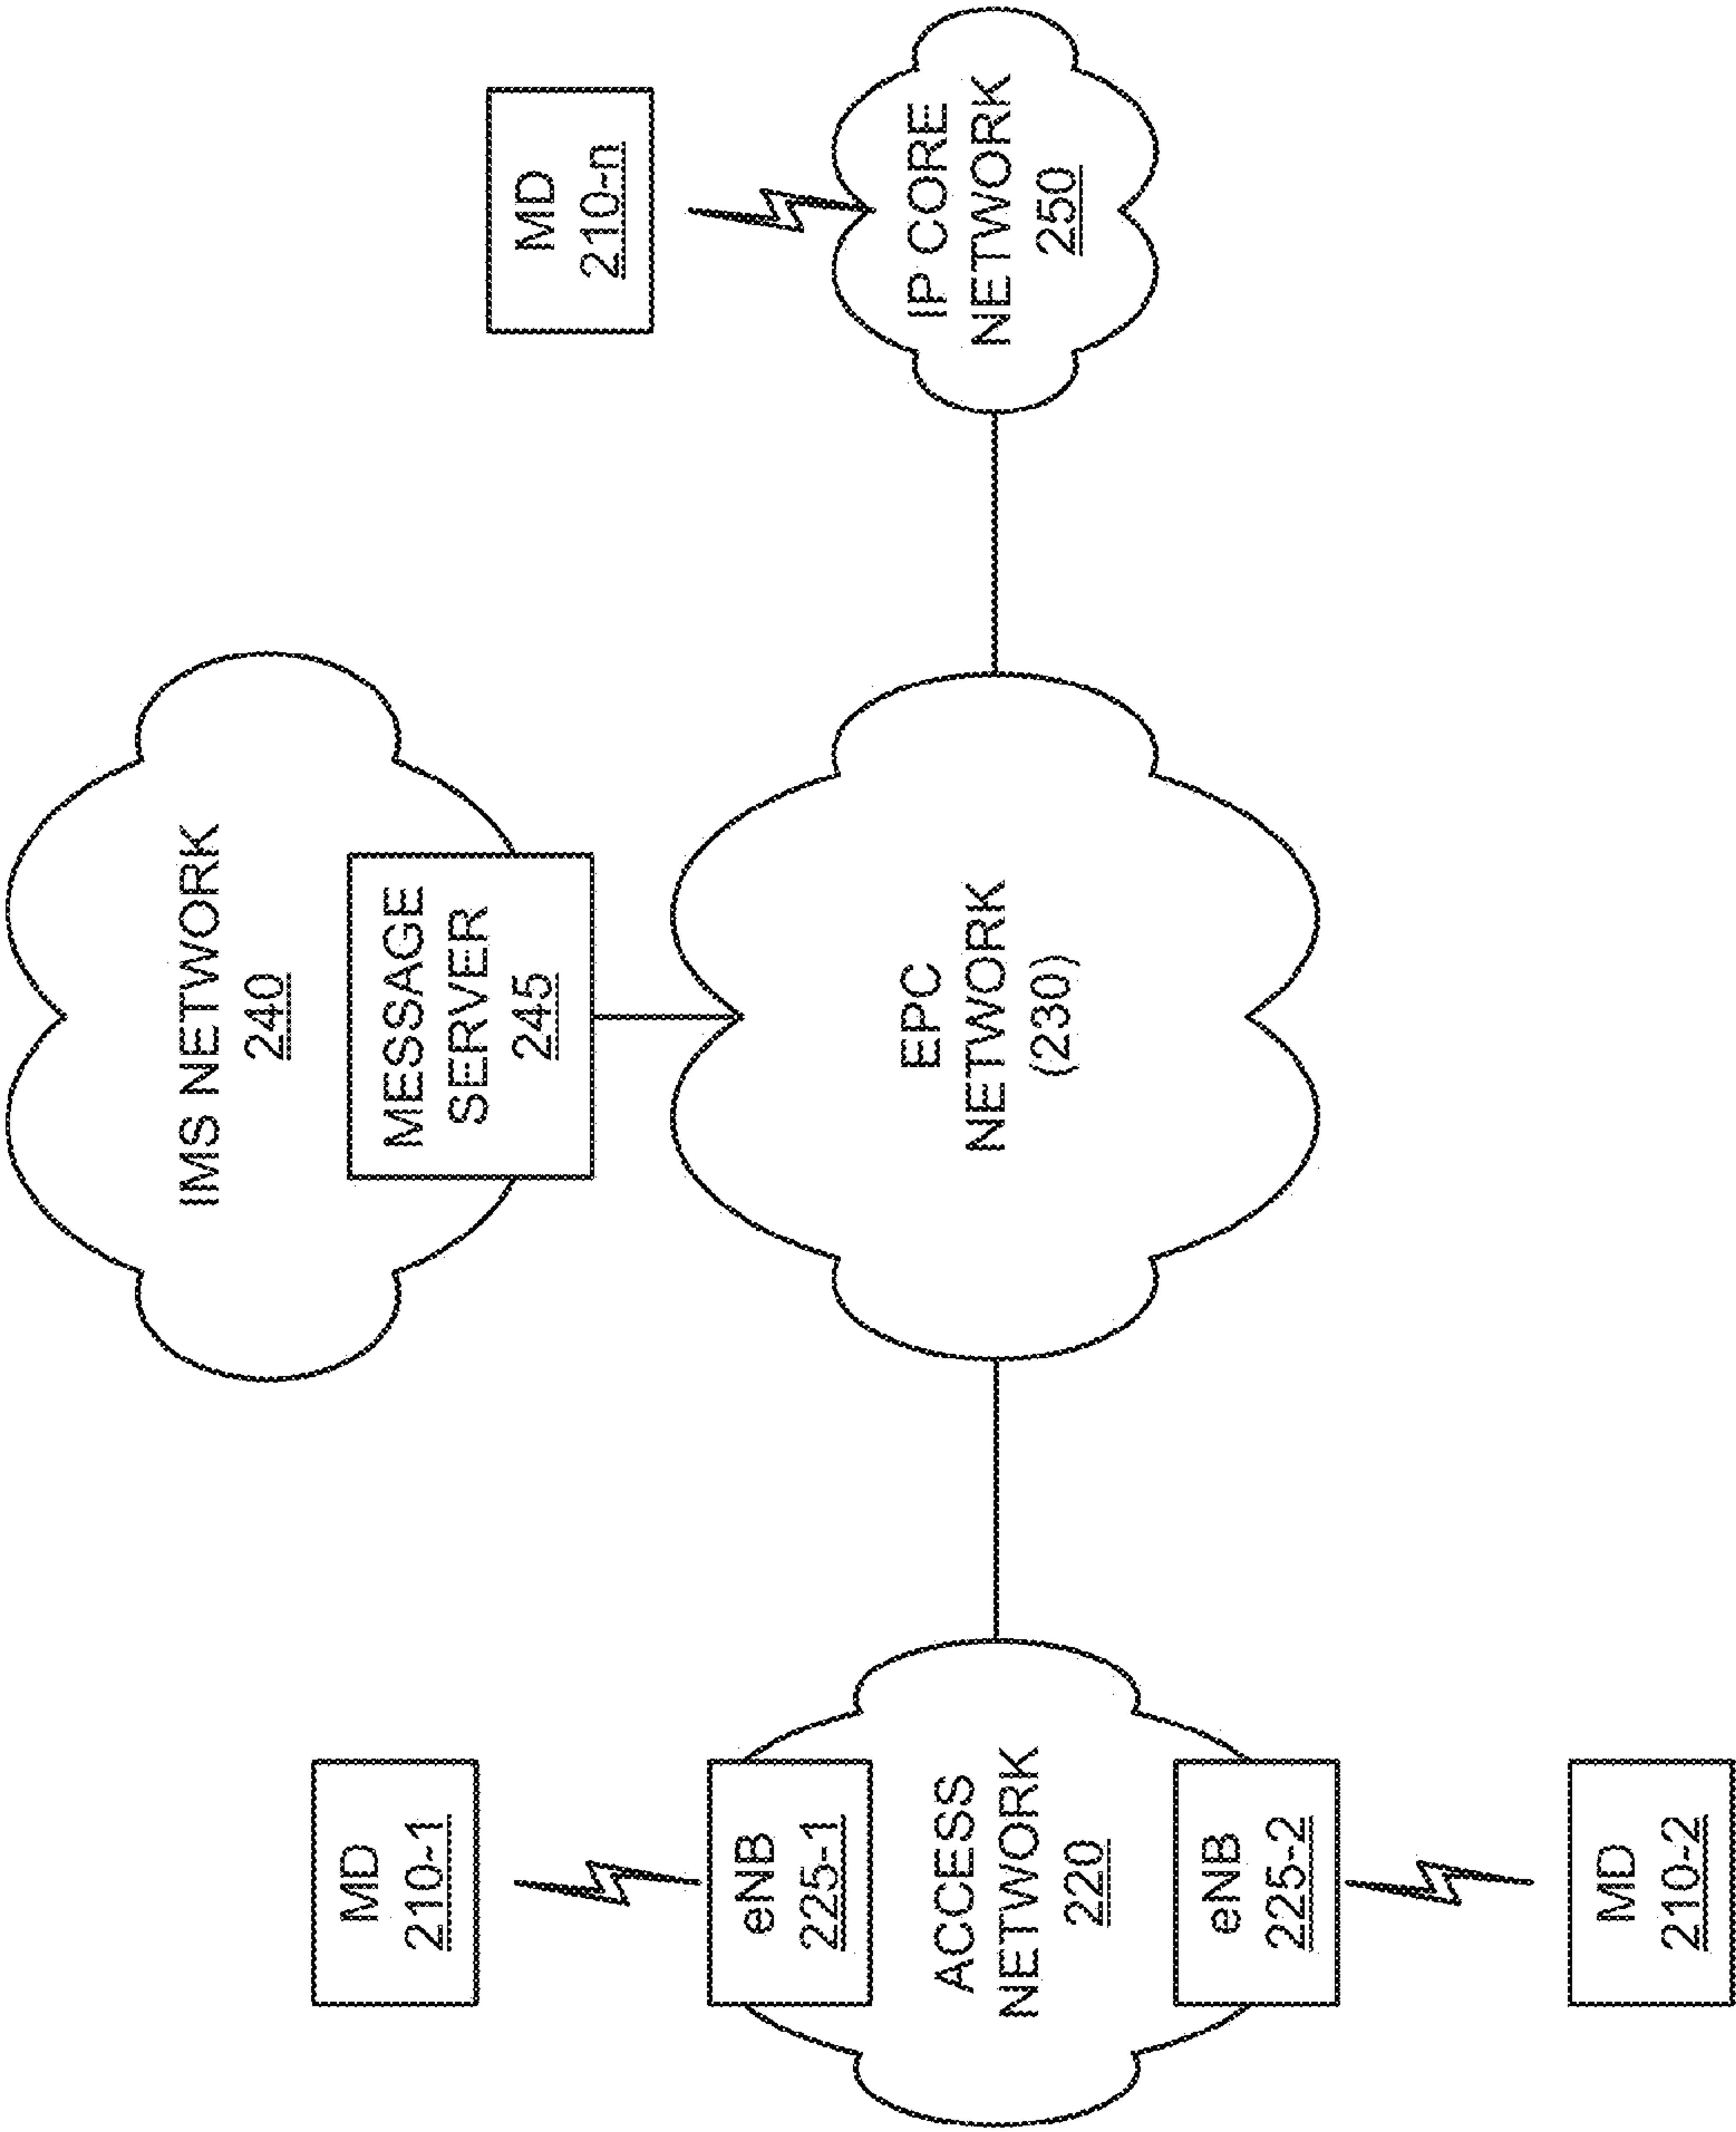 IMS NETWORK
240
MESSAGE
SERVER
245
MD
210-1
MD
210-n
eNB
225-1
ACCESS
NETWORK
220
eNB
225-2
EPC
NETWORK
(230)
IP CORE
NETWORK
250
MD
210-2